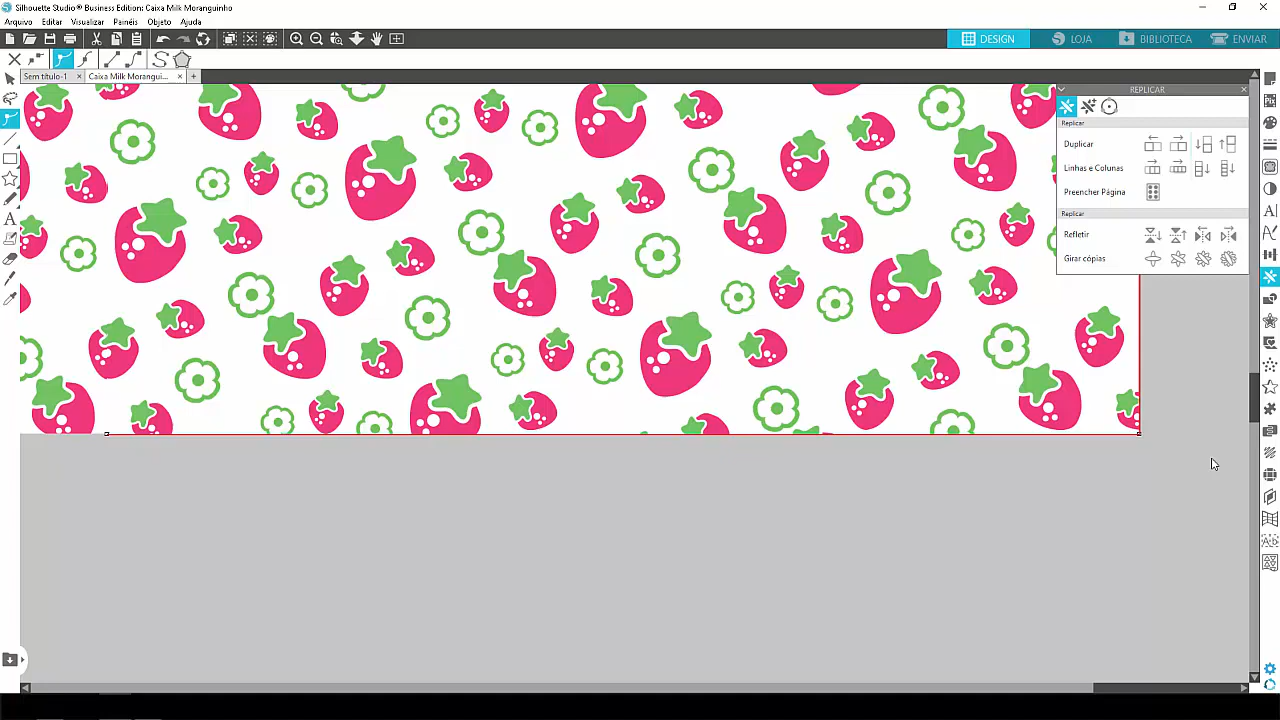 Silhouette Studio® Business Edition: Caixa Milk Moranguinho
Arquivo Editar Visualizar Painéis Objeto Ajuda
DESIGN LOJA BIBLIOTECA ENVIAR
Sem título-1 Caixa Milk Morangui...
REPLICAR
Replicar
Duplicar
Linhas e Colunas
Preencher Página
Replicar
Refletir
Girar cópias